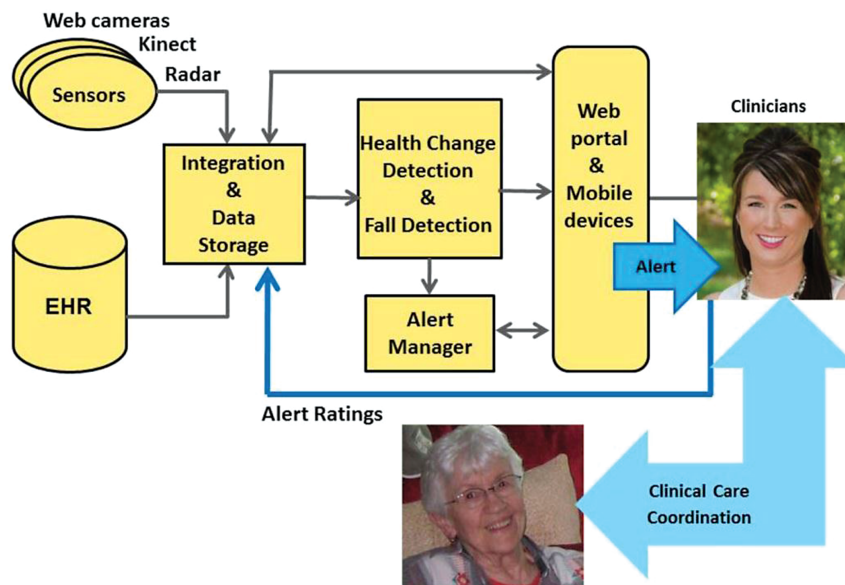 Web cameras
Kinect
Radar
Sensors
Integration
&
Data
Storage
EHR
Health Change
Detection
&
Fall Detection
Alert
Manager
Web
portal
&
Mobile
devices
Clinicians
Alert
Alert Ratings
Clinical Care
Coordination